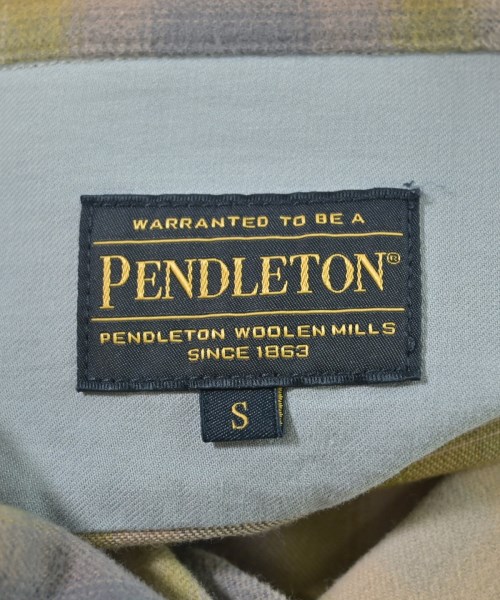 WARRANTED TO BE A
PENDLETON®
PENDLETON WOOLEN MILLS
SINCE 1863
S